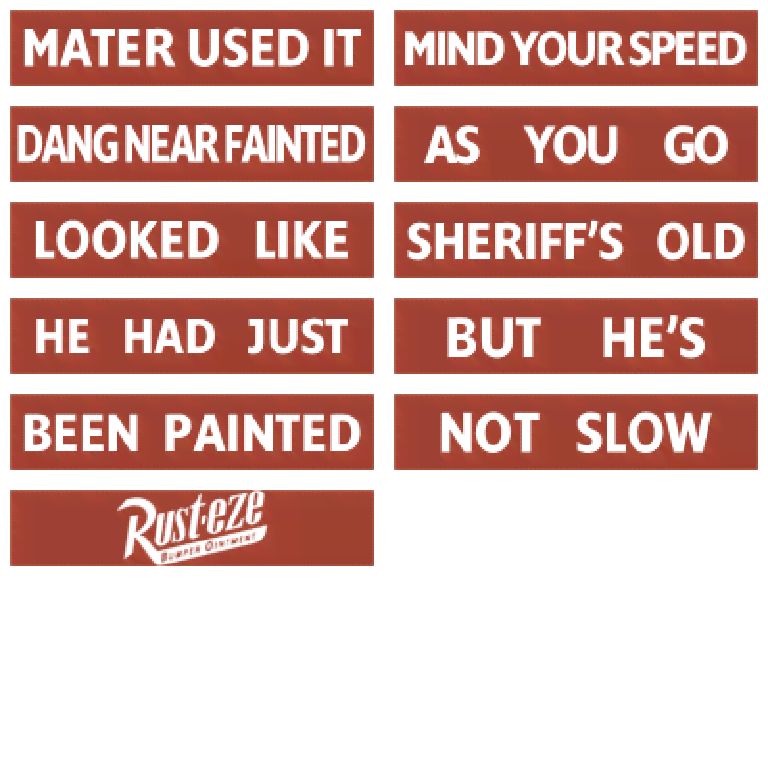 MATER USED IT
DANG NEAR FAINTED
LOOKED LIKE
HE HAD JUST
BEEN PAINTED
Rust-eze
BUMPER OINTMENT
MIND YOUR SPEED
AS YOU GO
SHERIFF'S OLD
BUT HE'S
NOT SLOW